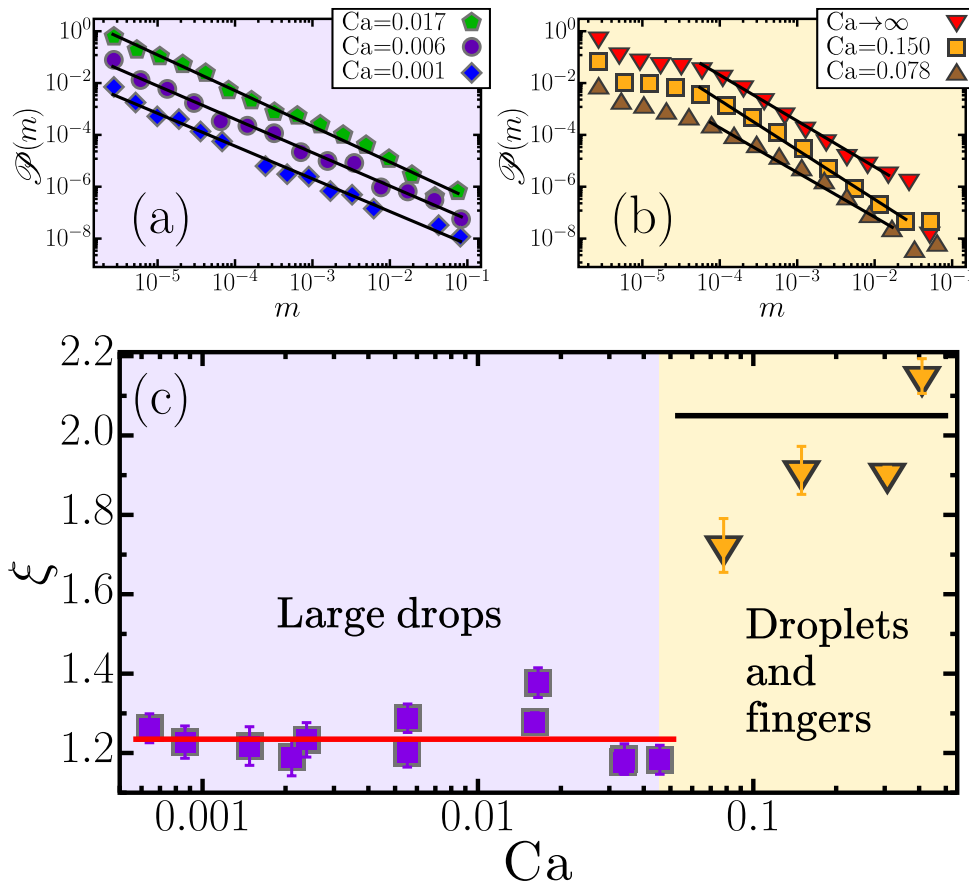 Ca=0.017
Ca=0.006
Ca=0.001
10⁰
10⁻²
10⁻⁴
10⁻⁶
10⁻⁸
𝒫(m)
(a)
10⁻⁵ 10⁻⁴ 10⁻³ 10⁻² 10⁻¹
m
Ca→∞
Ca=0.150
Ca=0.078
10⁰
10⁻²
10⁻⁴
10⁻⁶
10⁻⁸
𝒫(m)
(b)
10⁻⁵ 10⁻⁴ 10⁻³ 10⁻² 10⁻¹
m
(c)
2.2
2.0
1.8
1.6
1.4
1.2
ξ
Large drops
Droplets
and
fingers
0.001 0.01 0.1
Ca